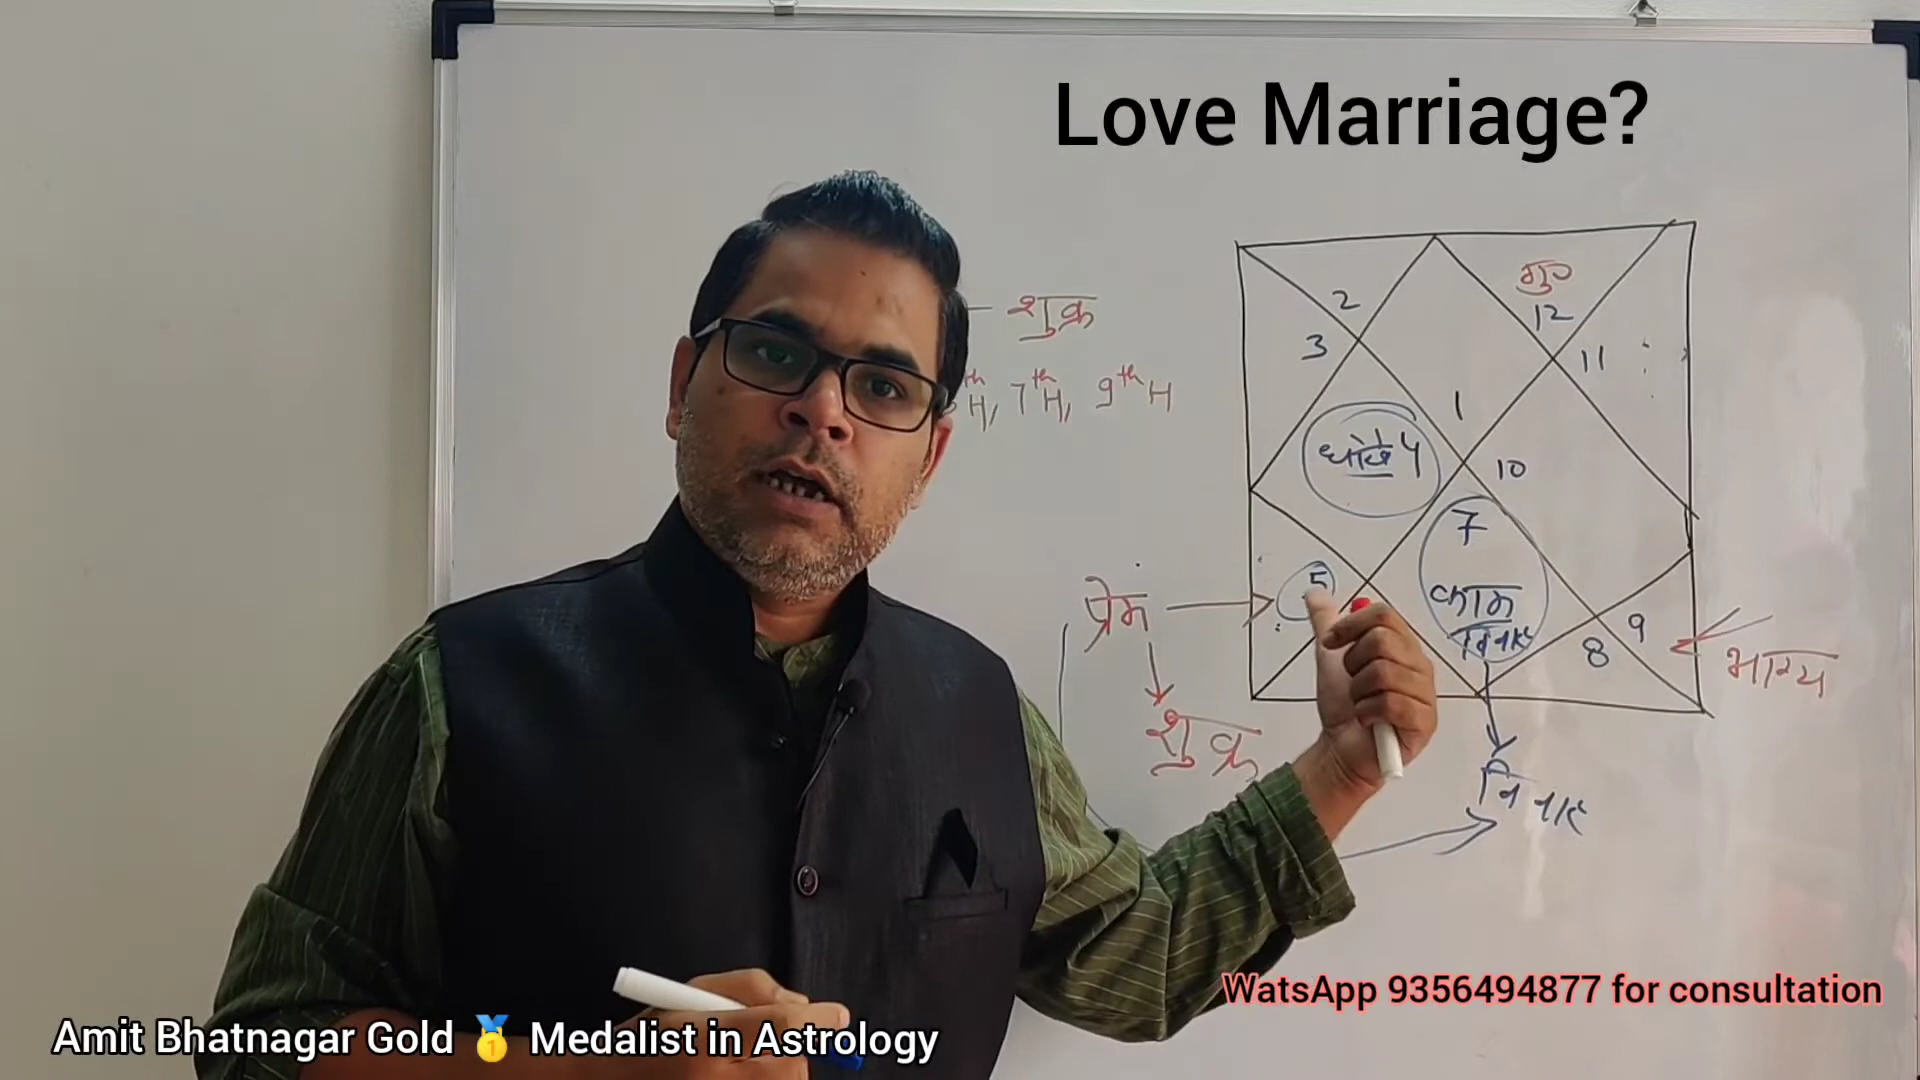 Love Marriage?
— शुक्र
th H, 7th H, 9th H
गुरु
2
12
3
11
1
4
10
7
काम
विवाह
5
प्रेम
9
8
भाग्य
शुक्र
विवाह
WatsApp 9356494877 for consultation
Amit Bhatnagar Gold 🥇 Medalist in Astrology